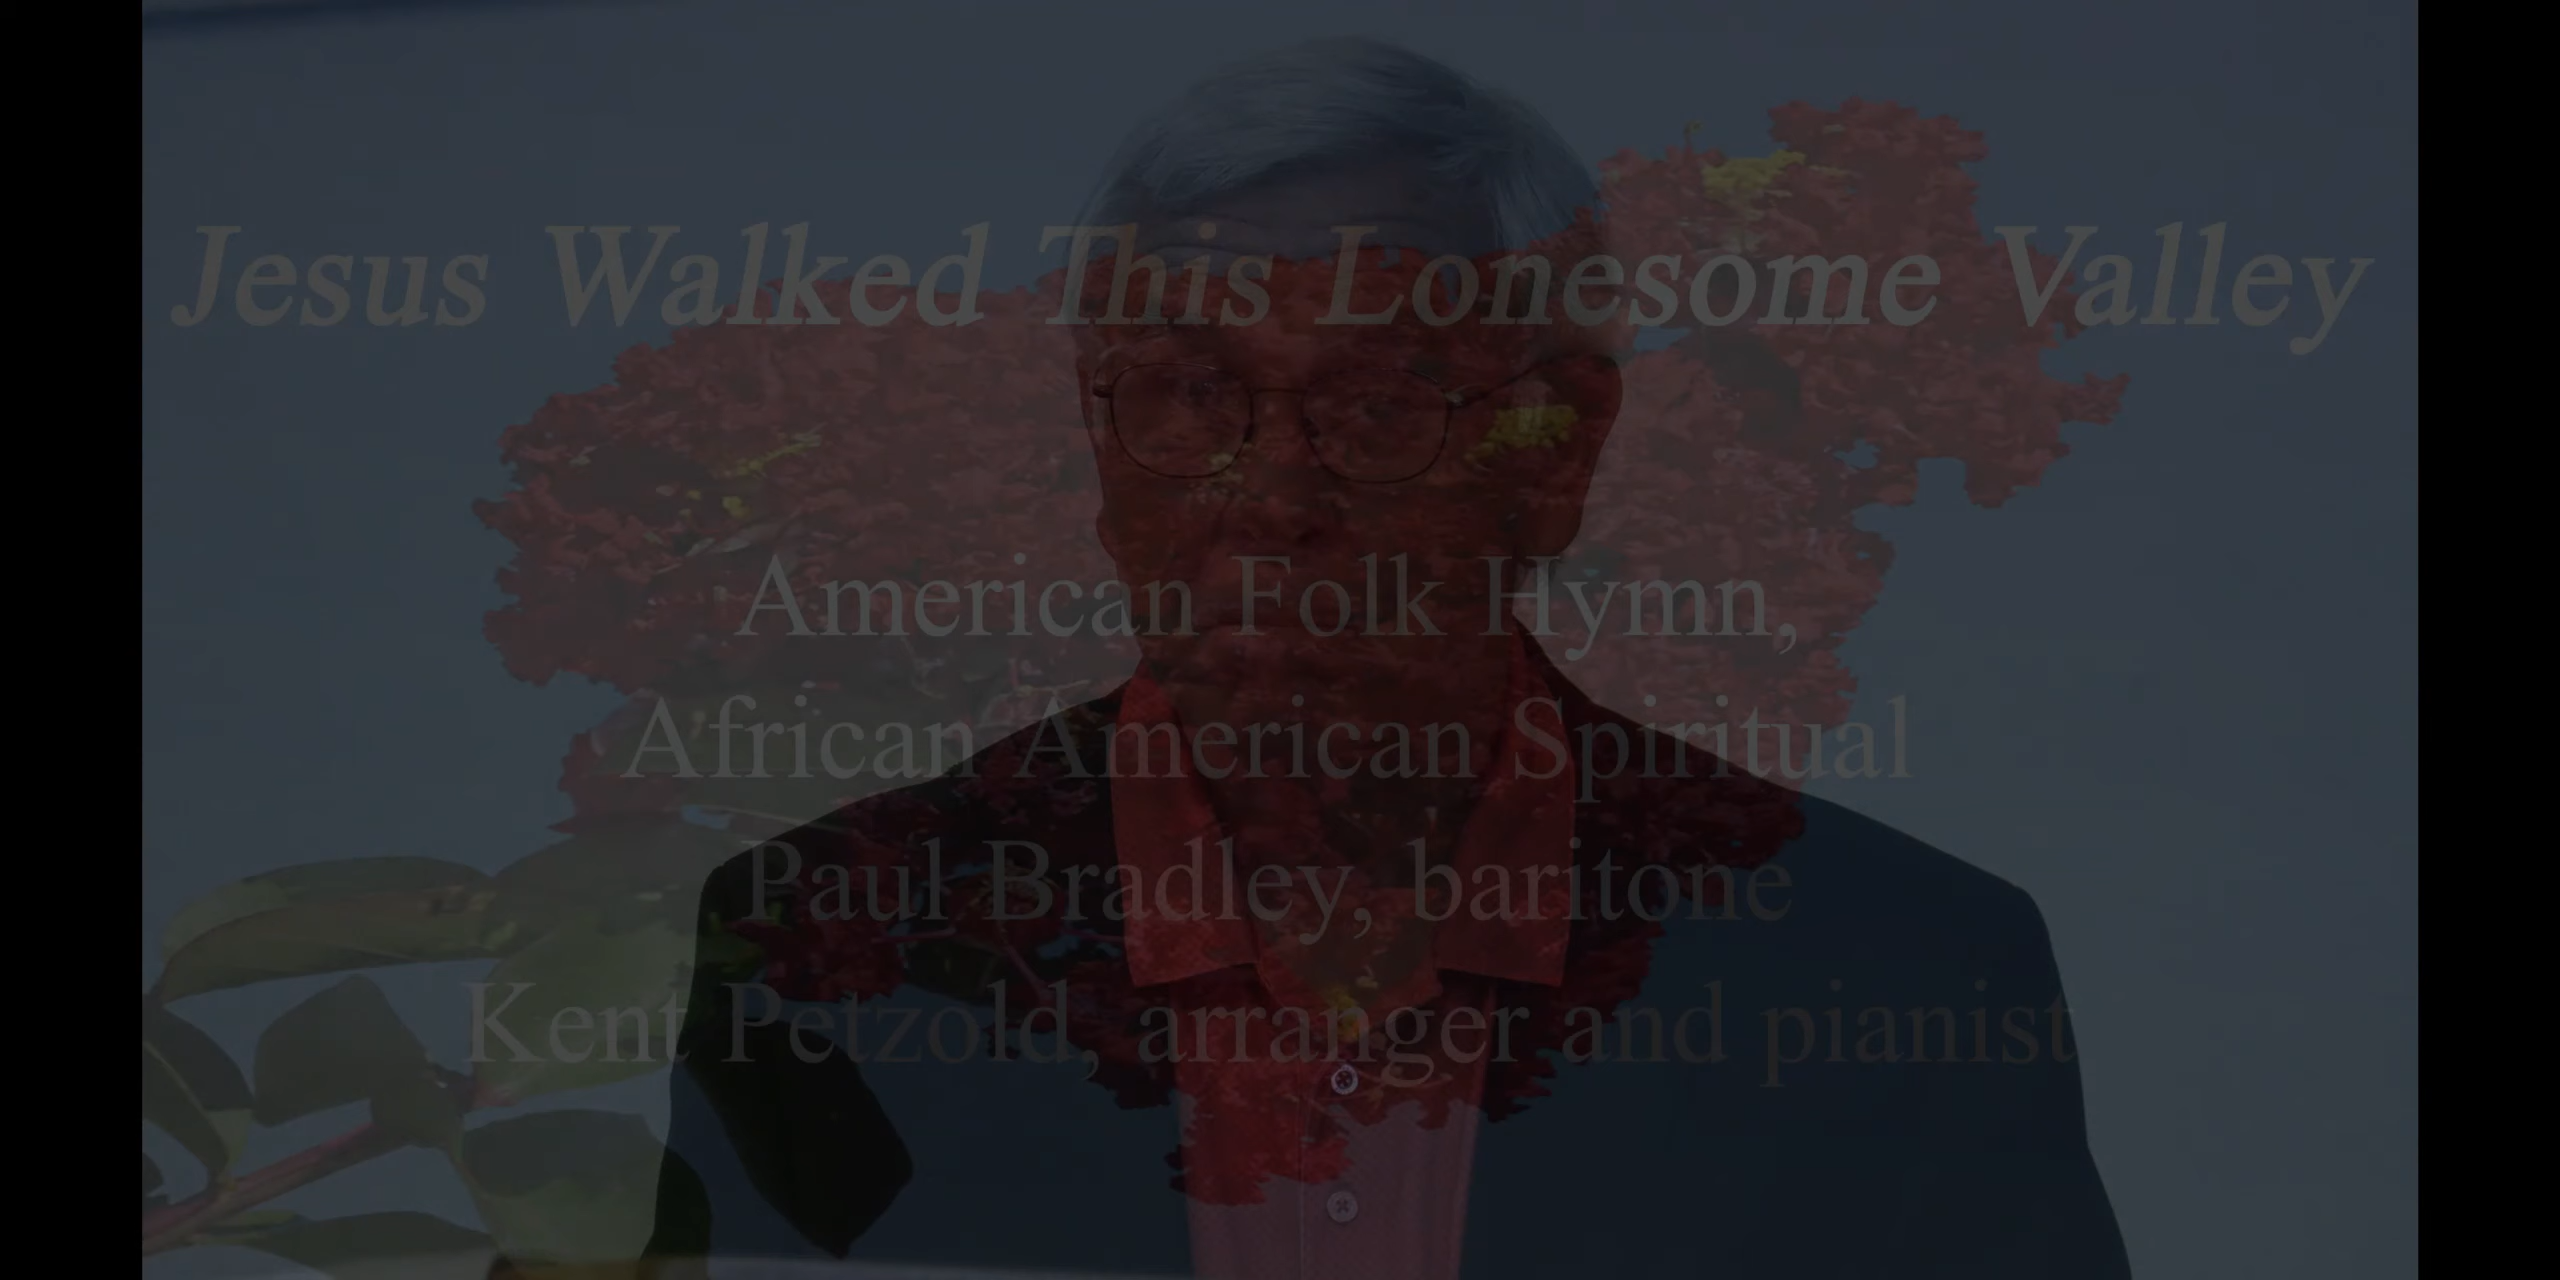 Jesus Walked This Lonesome Valley
American Folk Hymn,
African American Spiritual
Paul Bradley, baritone
Kent Petzold, arranger and pianist